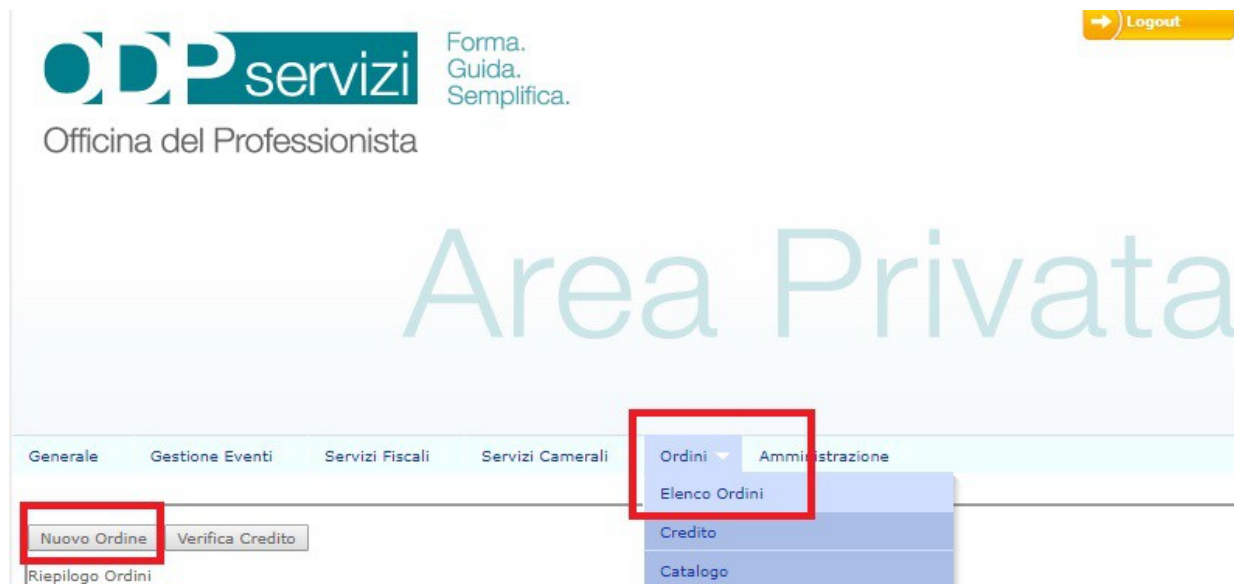 Logout
ODP servizi
Forma.
Guida.
Semplifica.
Officina del Professionista
Area Privata
Generale Gestione Eventi Servizi Fiscali Servizi Camerali Ordini Amministrazione
Elenco Ordini
Nuovo Ordine Verifica Credito
Credito
Riepilogo Ordini
Catalogo